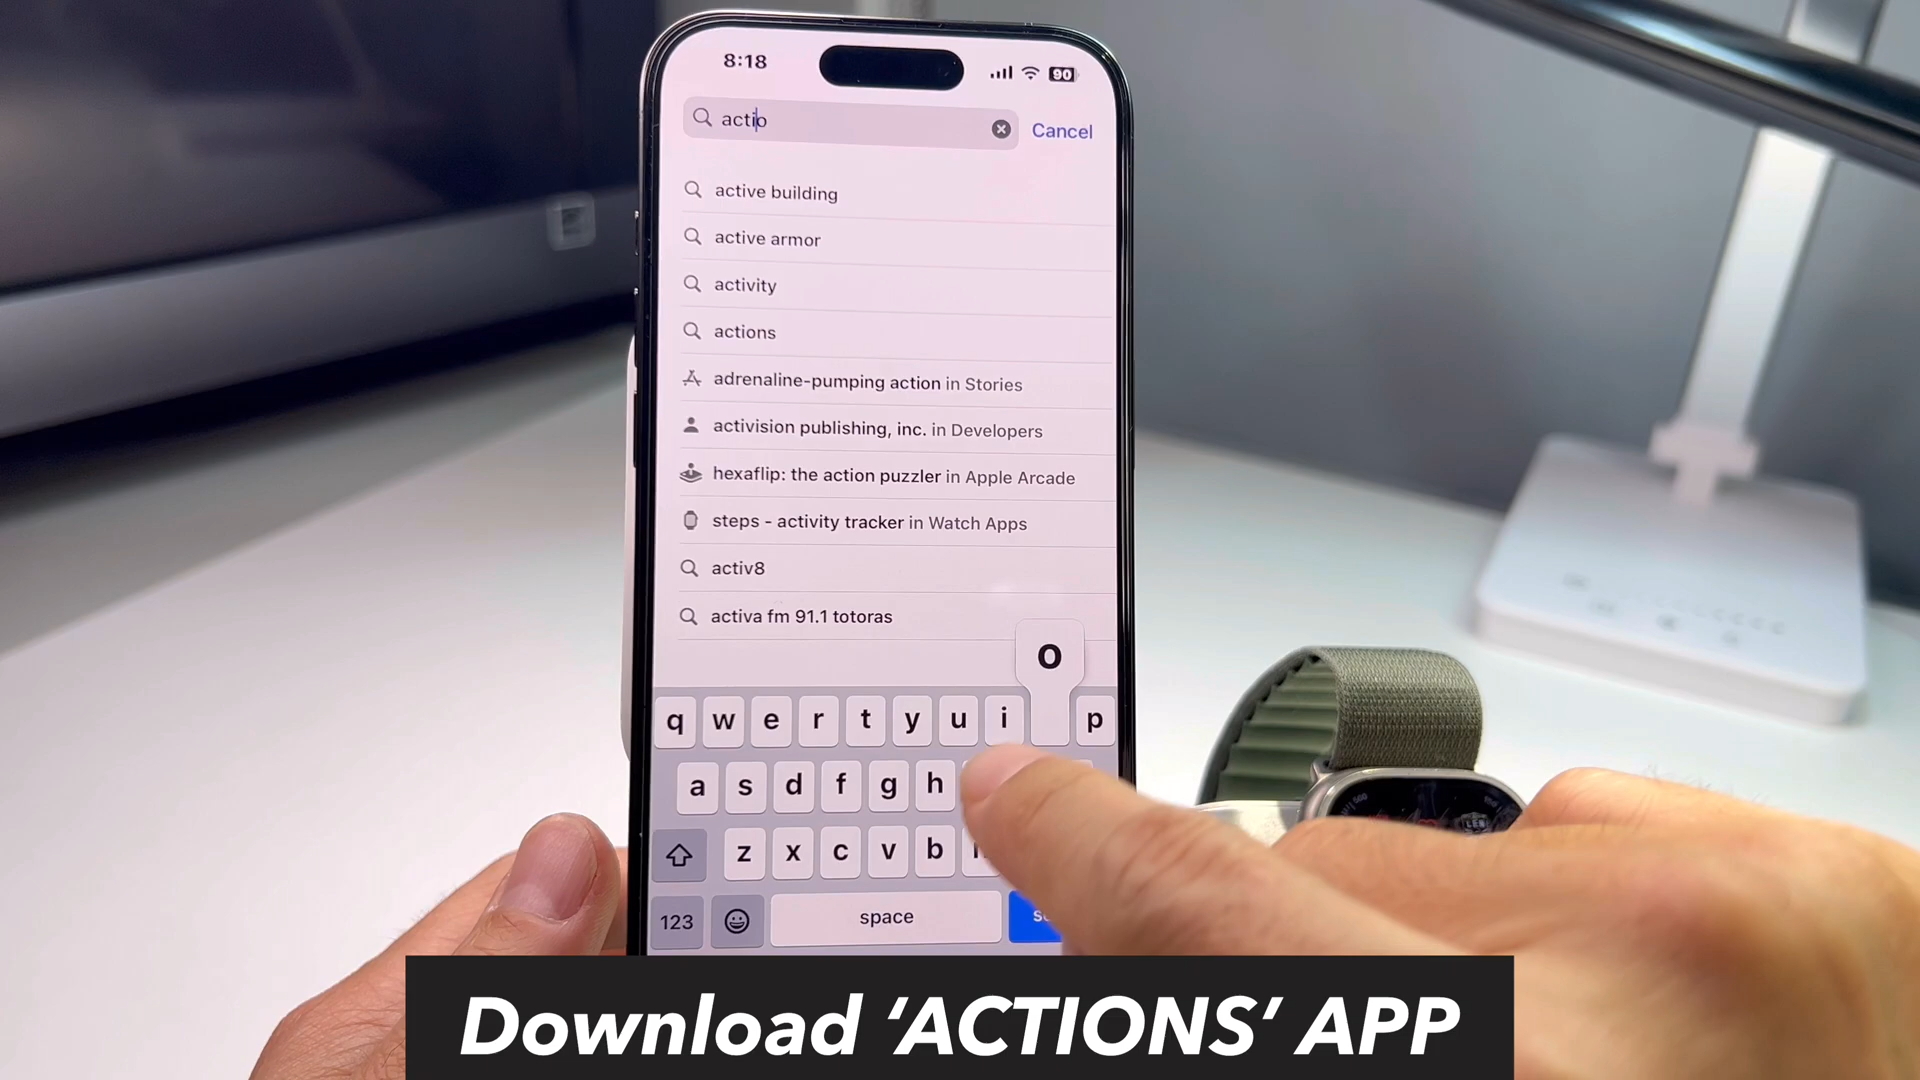 8:18
90
actio
Cancel
active building
active armor
activity
actions
adrenaline-pumping action in Stories
activision publishing, inc. in Developers
hexaflip: the action puzzler in Apple Arcade
steps - activity tracker in Watch Apps
activ8
activa fm 91.1 totoras
o
q w e r t y u i p
a s d f g h
z x c v b
123 space
Download ‘ACTIONS’ APP